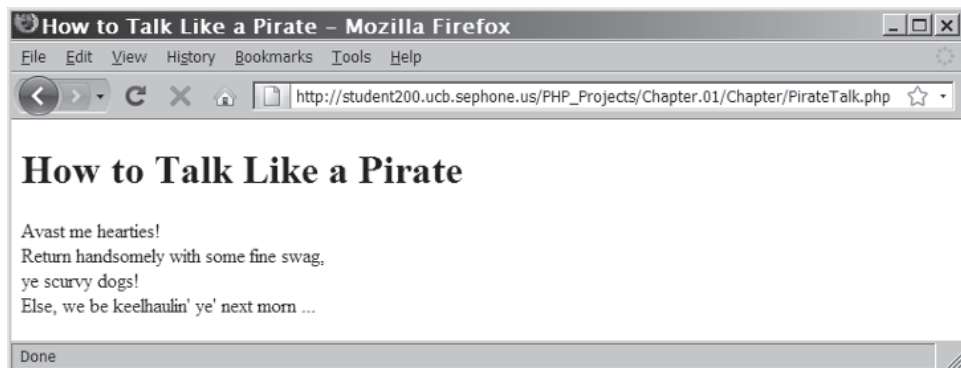 How to Talk Like a Pirate – Mozilla Firefox
File Edit View History Bookmarks Tools Help
http://student200.ucb.sephone.us/PHP_Projects/Chapter.01/Chapter/PirateTalk.php
How to Talk Like a Pirate
Avast me hearties!
Return handsomely with some fine swag,
ye scurvy dogs!
Else, we be keelhaulin' ye' next morn ...
Done